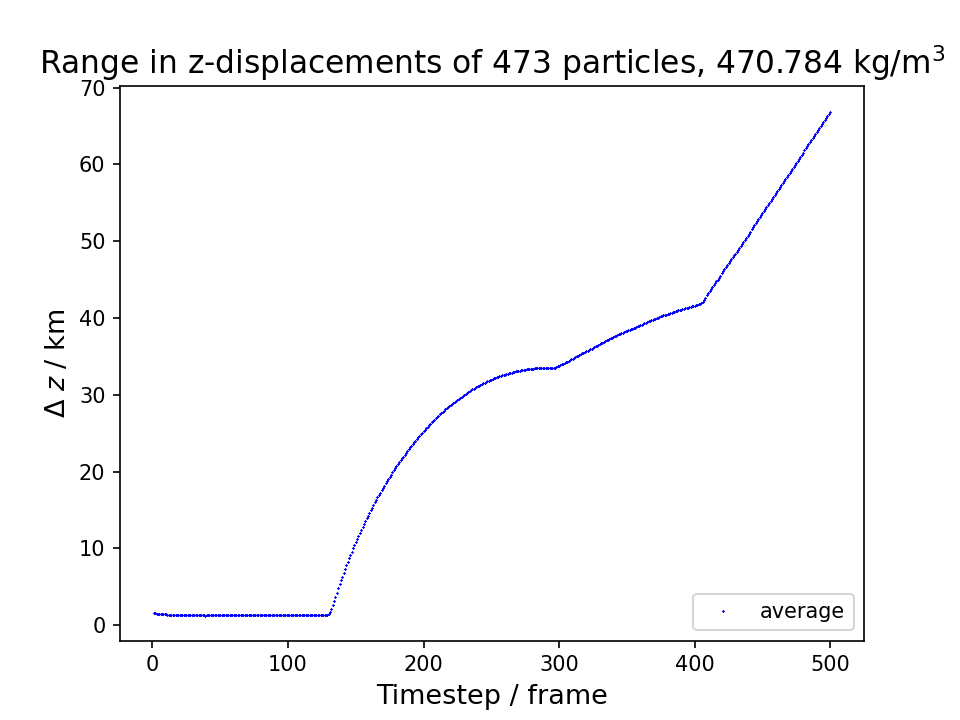 Range in z-displacements of 473 particles, 470.784 kg/m³
70
60
50
40
30
20
10
0
Δ z / km
average
0 100 200 300 400 500
Timestep / frame